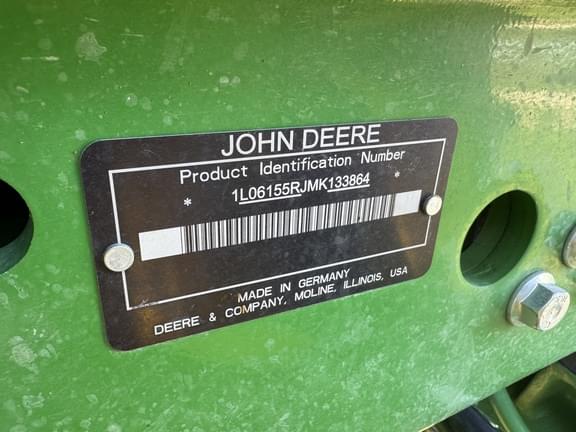 JOHN DEERE
Product Identification Number
* 1L06155RJMK133864 *
MADE IN GERMANY
DEERE & COMPANY, MOLINE, ILLINOIS, USA